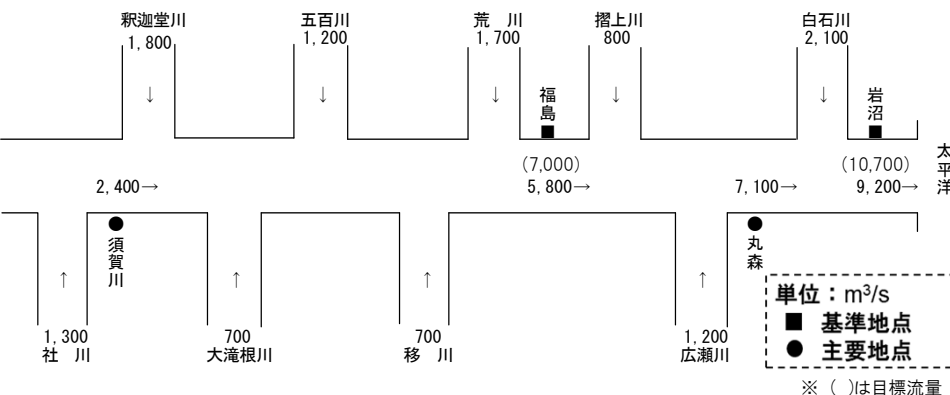 釈迦堂川
1,800
五百川
1,200
荒　川
1,700
摺上川
800
白石川
2,100
↓
↓
↓
↓
↓
福島
■
岩沼
■
太平洋
(7,000)
(10,700)
2,400→
5,800→
7,100→
9,200→
●
須賀川
●
丸森
↑
↑
↑
↑
1,300
社　川
700
大滝根川
700
移　川
1,200
広瀬川
単位：m³/s
■　基準地点
●　主要地点
※（　)は目標流量